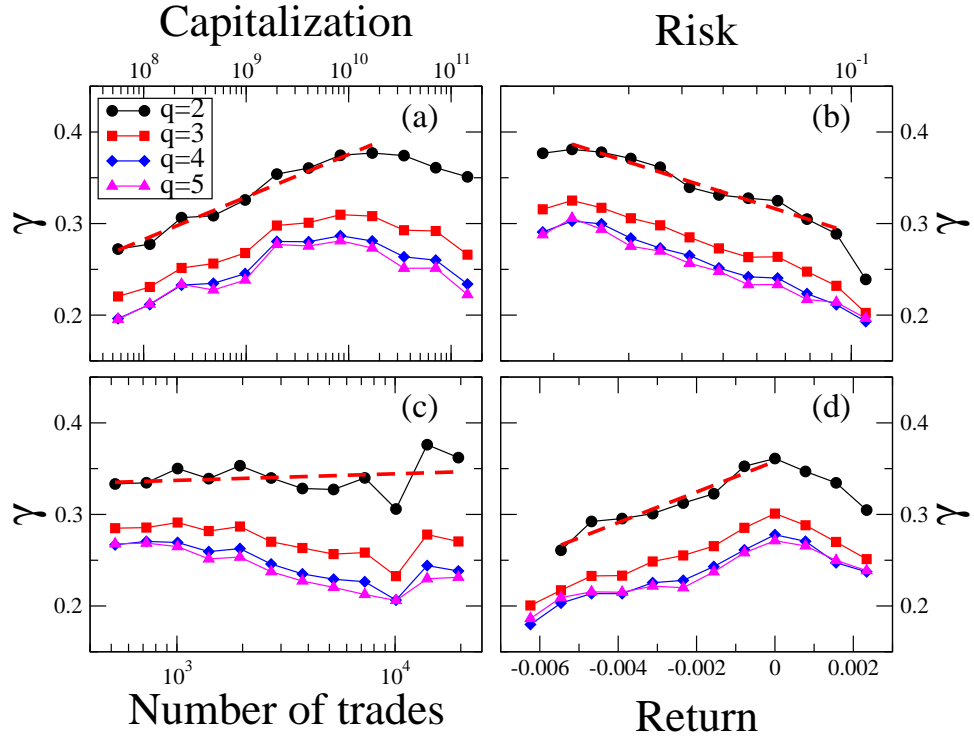 Capitalization Risk
10^8 10^9 10^10 10^11 10^-1
q=2 (a) (b)
q=3
q=4
q=5
0.4 0.4
0.3 0.3
0.2 0.2
γ γ
(c) (d)
0.4 0.4
0.3 0.3
0.2 0.2
γ γ
10^3 10^4 -0.006 -0.004 -0.002 0 0.002
Number of trades Return